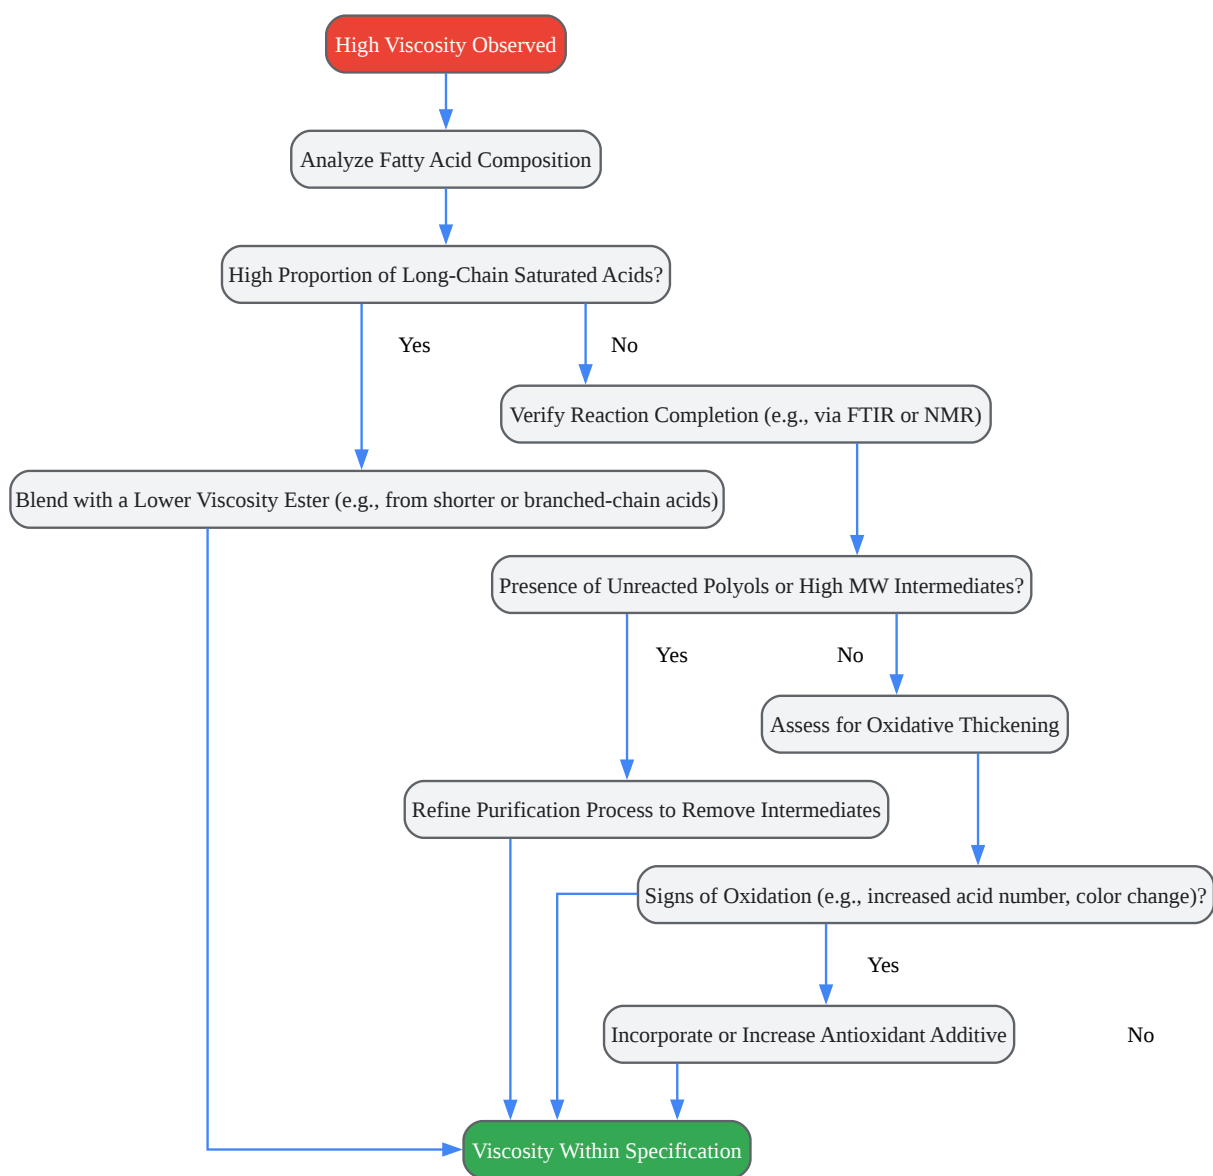 High Viscosity Observed
Analyze Fatty Acid Composition
High Proportion of Long-Chain Saturated Acids?
Yes
No
Verify Reaction Completion (e.g., via FTIR or NMR)
Blend with a Lower Viscosity Ester (e.g., from shorter or branched-chain acids)
Presence of Unreacted Polyols or High MW Intermediates?
Yes
No
Assess for Oxidative Thickening
Refine Purification Process to Remove Intermediates
Signs of Oxidation (e.g., increased acid number, color change)?
Yes
Incorporate or Increase Antioxidant Additive
No
Viscosity Within Specification